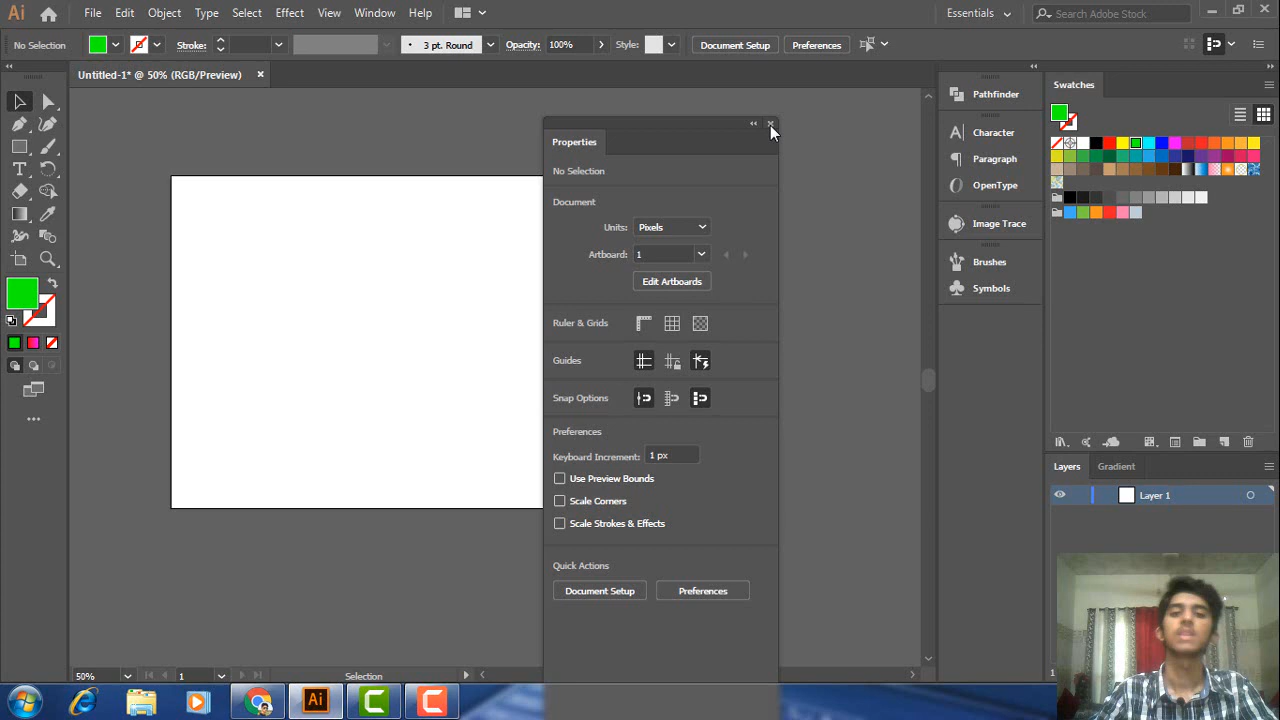 Ai File Edit Object Type Select Effect View Window Help Essentials Search Adobe Stock
No Selection Stroke: 3 pt. Round Opacity: 100% Style: Document Setup Preferences
Untitled-1* @ 50% (RGB/Preview)
Properties
No Selection
Document
Units: Pixels
Artboard: 1
Edit Artboards
Ruler & Grids
Guides
Snap Options
Preferences
Keyboard Increment: 1 px
Use Preview Bounds
Scale Corners
Scale Strokes & Effects
Quick Actions
Document Setup Preferences
Pathfinder
Character
Paragraph
OpenType
Image Trace
Brushes
Symbols
Swatches
Layers Gradient
Layer 1
1
50% 1 Selection
Ai